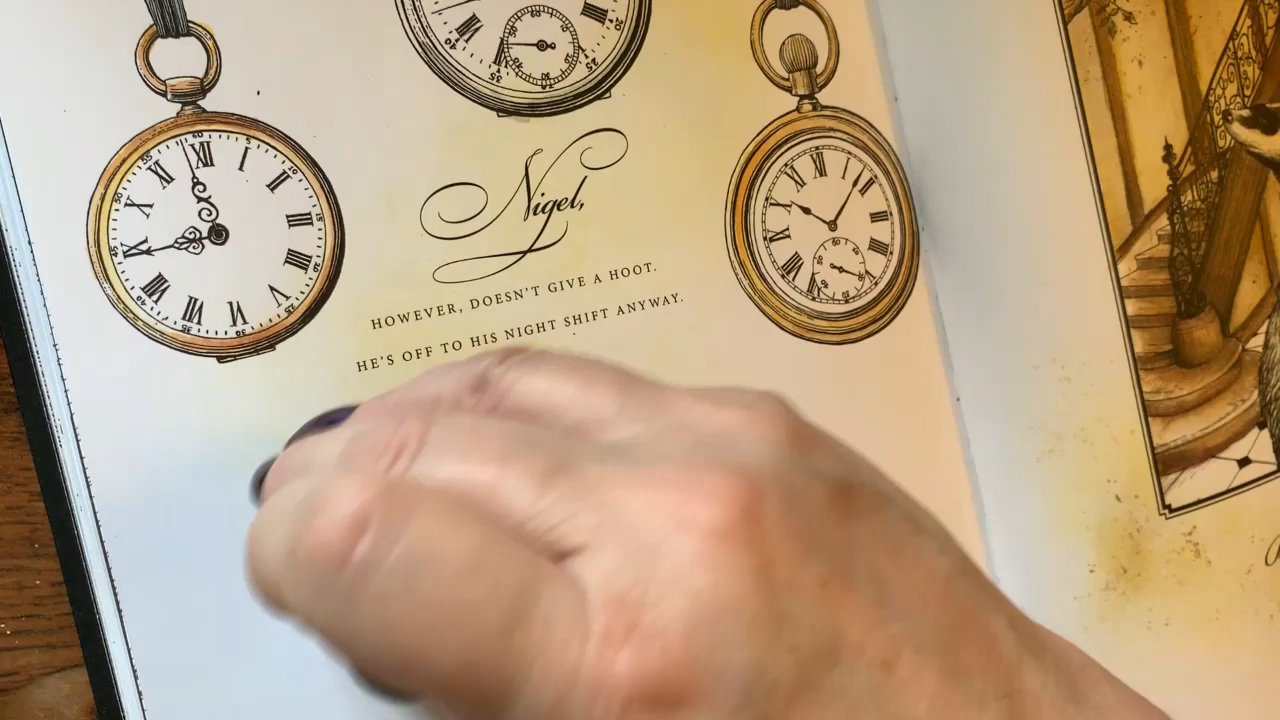 Nigel,
HOWEVER, DOESN'T GIVE A HOOT.
HE'S OFF TO HIS NIGHT SHIFT ANYWAY.